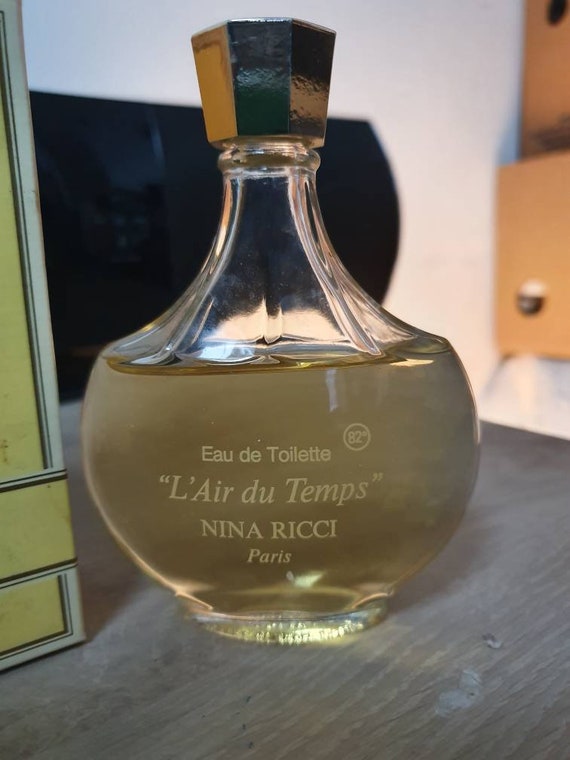 82°
Eau de Toilette
“L'Air du Temps”
NINA RICCI
Paris